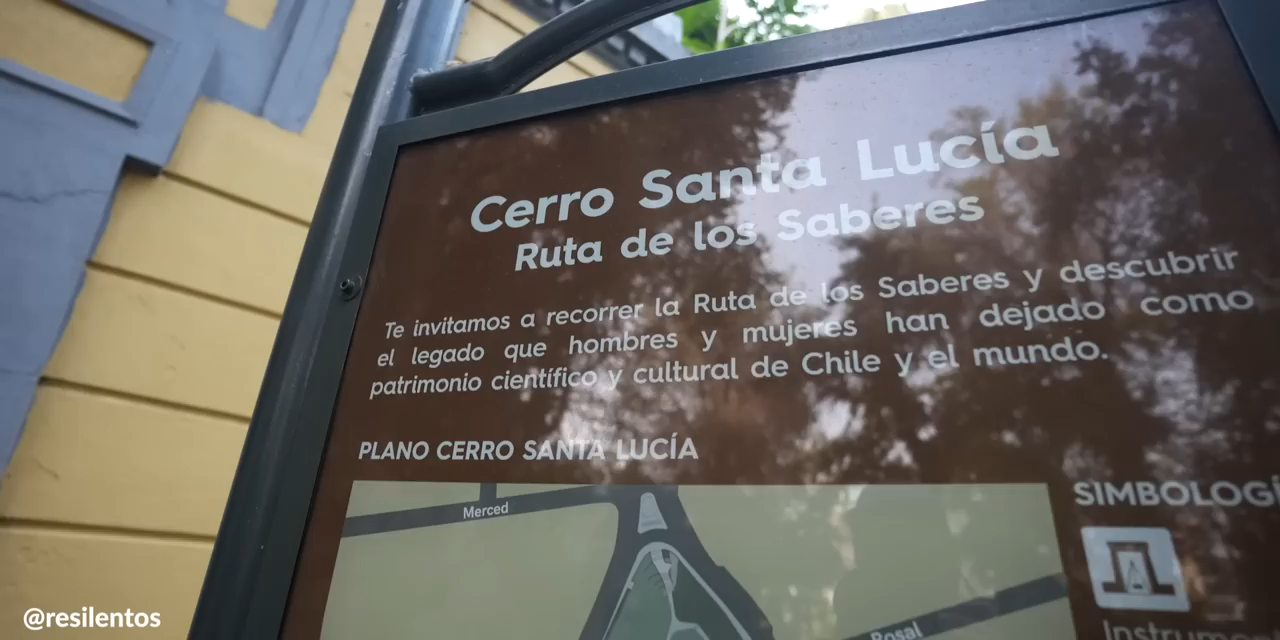 Cerro Santa Lucía
Ruta de los Saberes
Te invitamos a recorrer la Ruta de los Saberes y descubrir
el legado que hombres y mujeres han dejado como
patrimonio científico y cultural de Chile y el mundo.
PLANO CERRO SANTA LUCÍA
SIMBOLOGÍ
Merced
Rosal
@resilentos